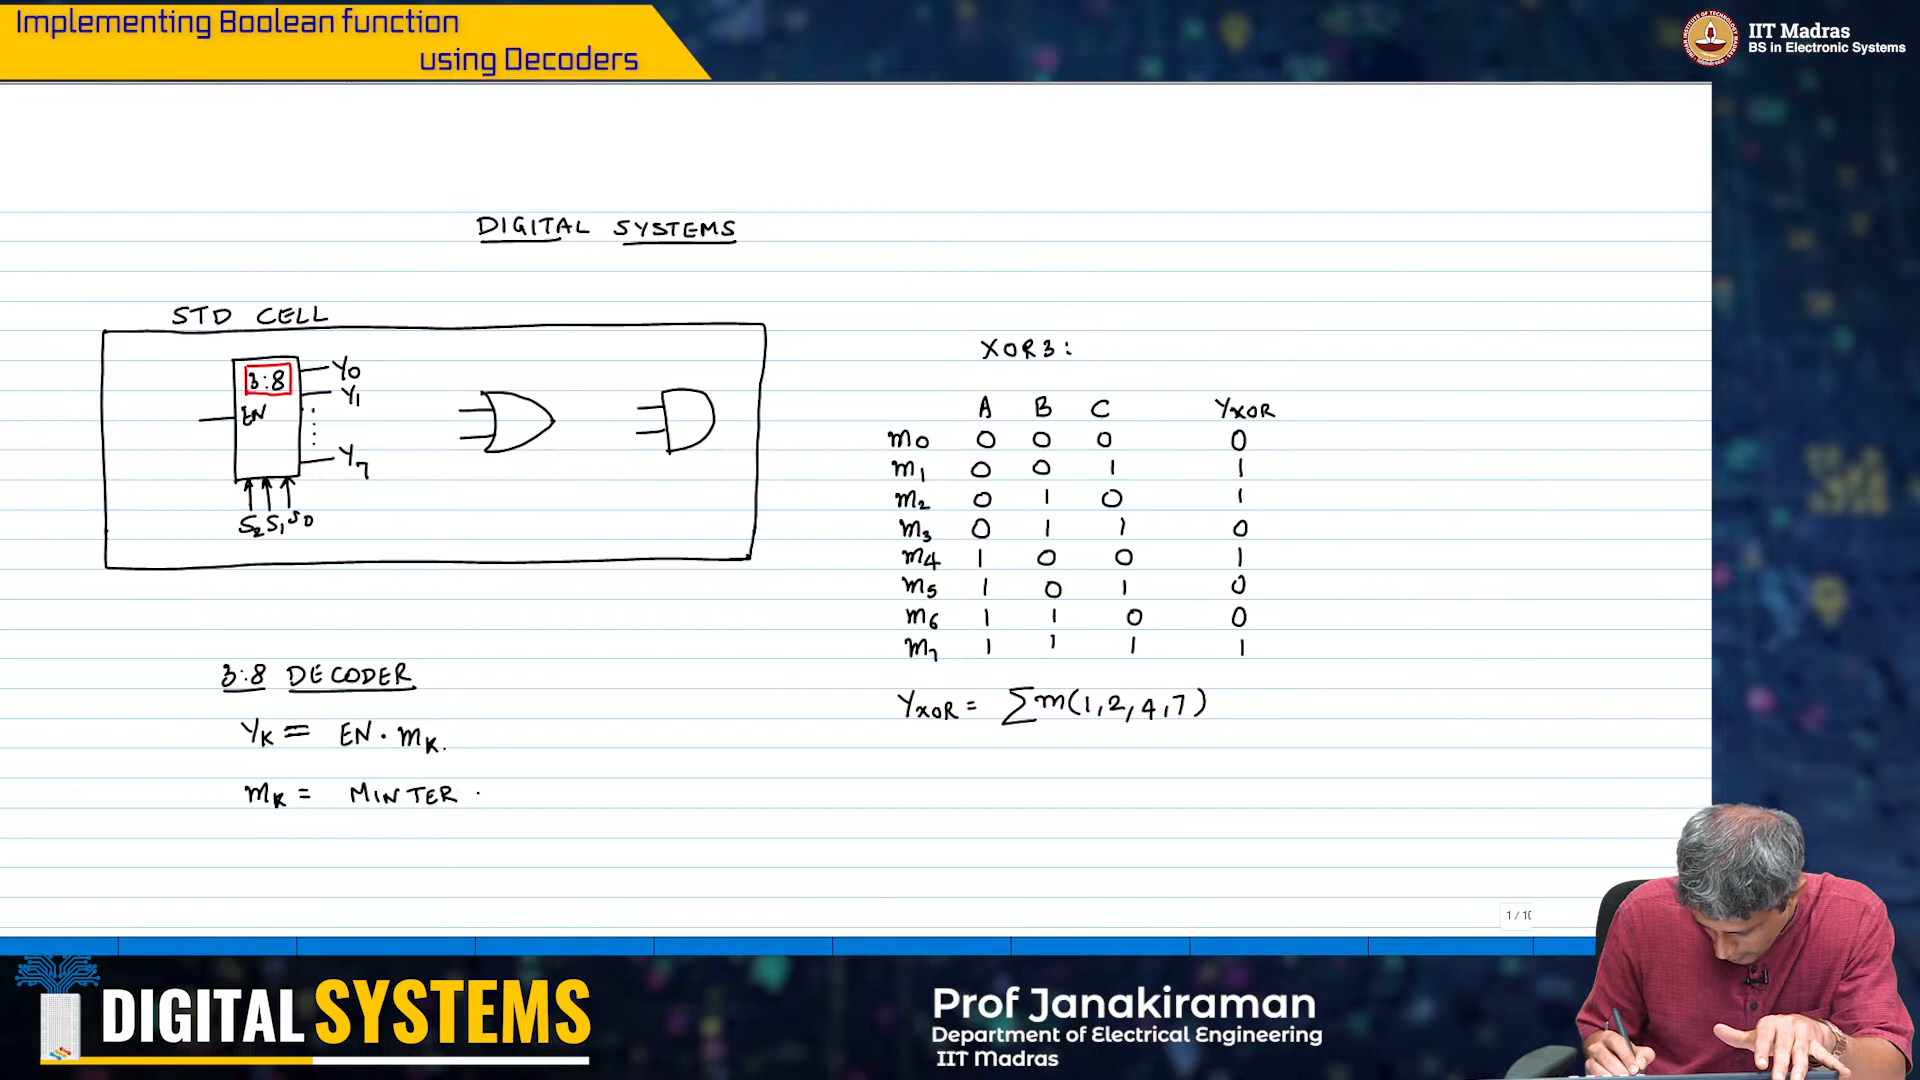 Implementing Boolean function
using Decoders
IIT Madras
BS in Electronic Systems
DIGITAL SYSTEMS
STD CELL
3:8
EN
Y0
Y1
Y7
S2 S1 S0
3:8 DECODER
YK = EN · mK.
mK = MINTER
XOR3:
A B C YXOR
m0 0 0 0 0
m1 0 0 1 1
m2 0 1 0 1
m3 0 1 1 0
m4 1 0 0 1
m5 1 0 1 0
m6 1 1 0 0
m7 1 1 1 1
YXOR = ∑m(1,2,4,7)
1 / 10
DIGITAL SYSTEMS
Prof Janakiraman
Department of Electrical Engineering
IIT Madras